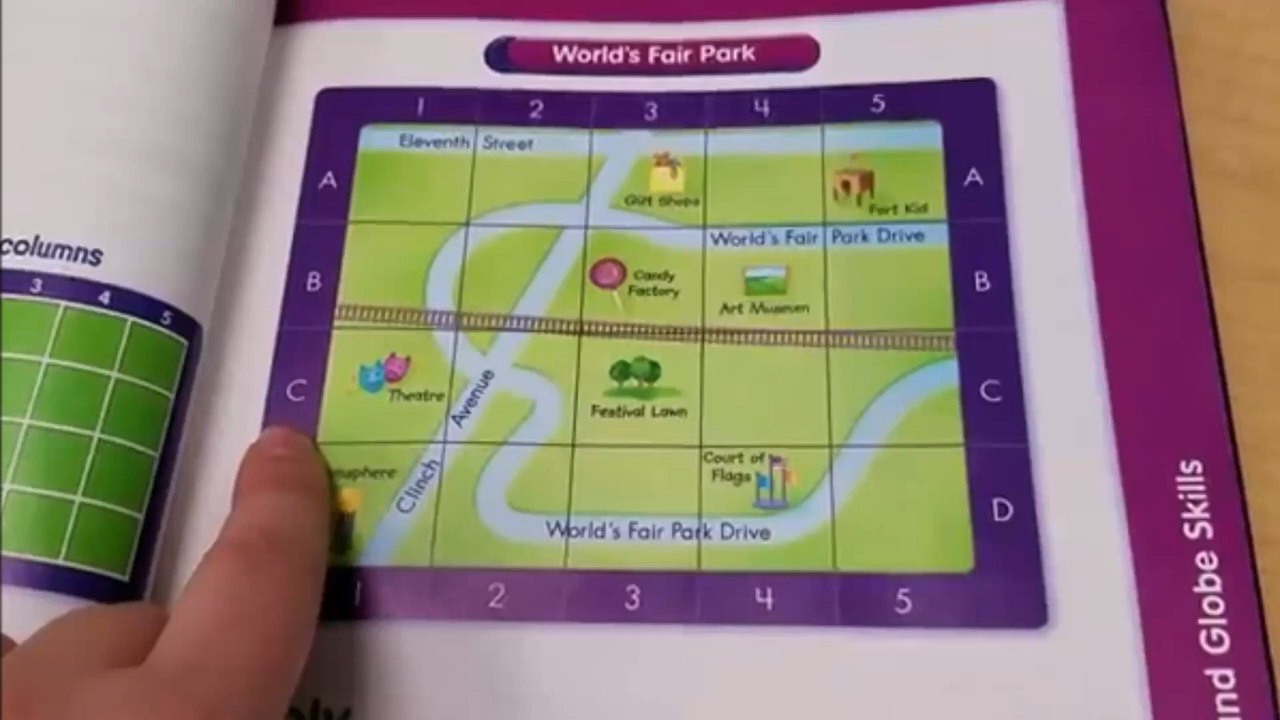 World's Fair Park
1 2 3 4 5
Eleventh Street
A A
Gift Shops
Fort Kid
columns
World's Fair Park Drive
3 4 5
B B
Candy
Factory
Art Museum
C C
Theatre
Avenue
Festival Lawn
Court of
Flags
Clinch
D
World's Fair Park Drive
1 2 3 4 5
Globe Skills